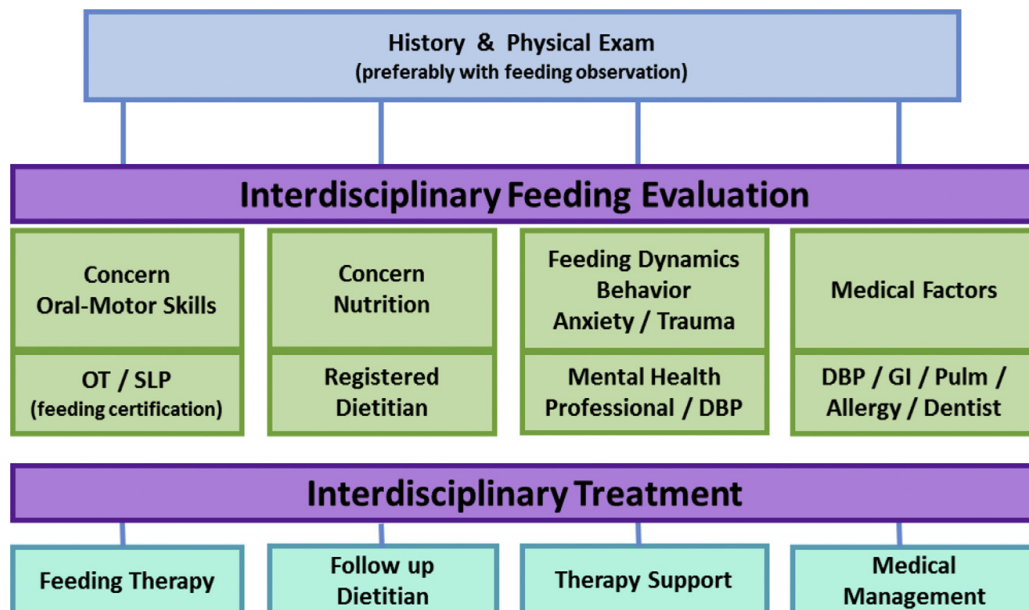 History & Physical Exam
(preferably with feeding observation)
Interdisciplinary Feeding Evaluation
Concern
Oral-Motor Skills
Concern
Nutrition
Feeding Dynamics
Behavior
Anxiety / Trauma
Medical Factors
OT / SLP
(feeding certification)
Registered
Dietitian
Mental Health
Professional / DBP
DBP / GI / Pulm /
Allergy / Dentist
Interdisciplinary Treatment
Feeding Therapy
Follow up
Dietitian
Therapy Support
Medical
Management